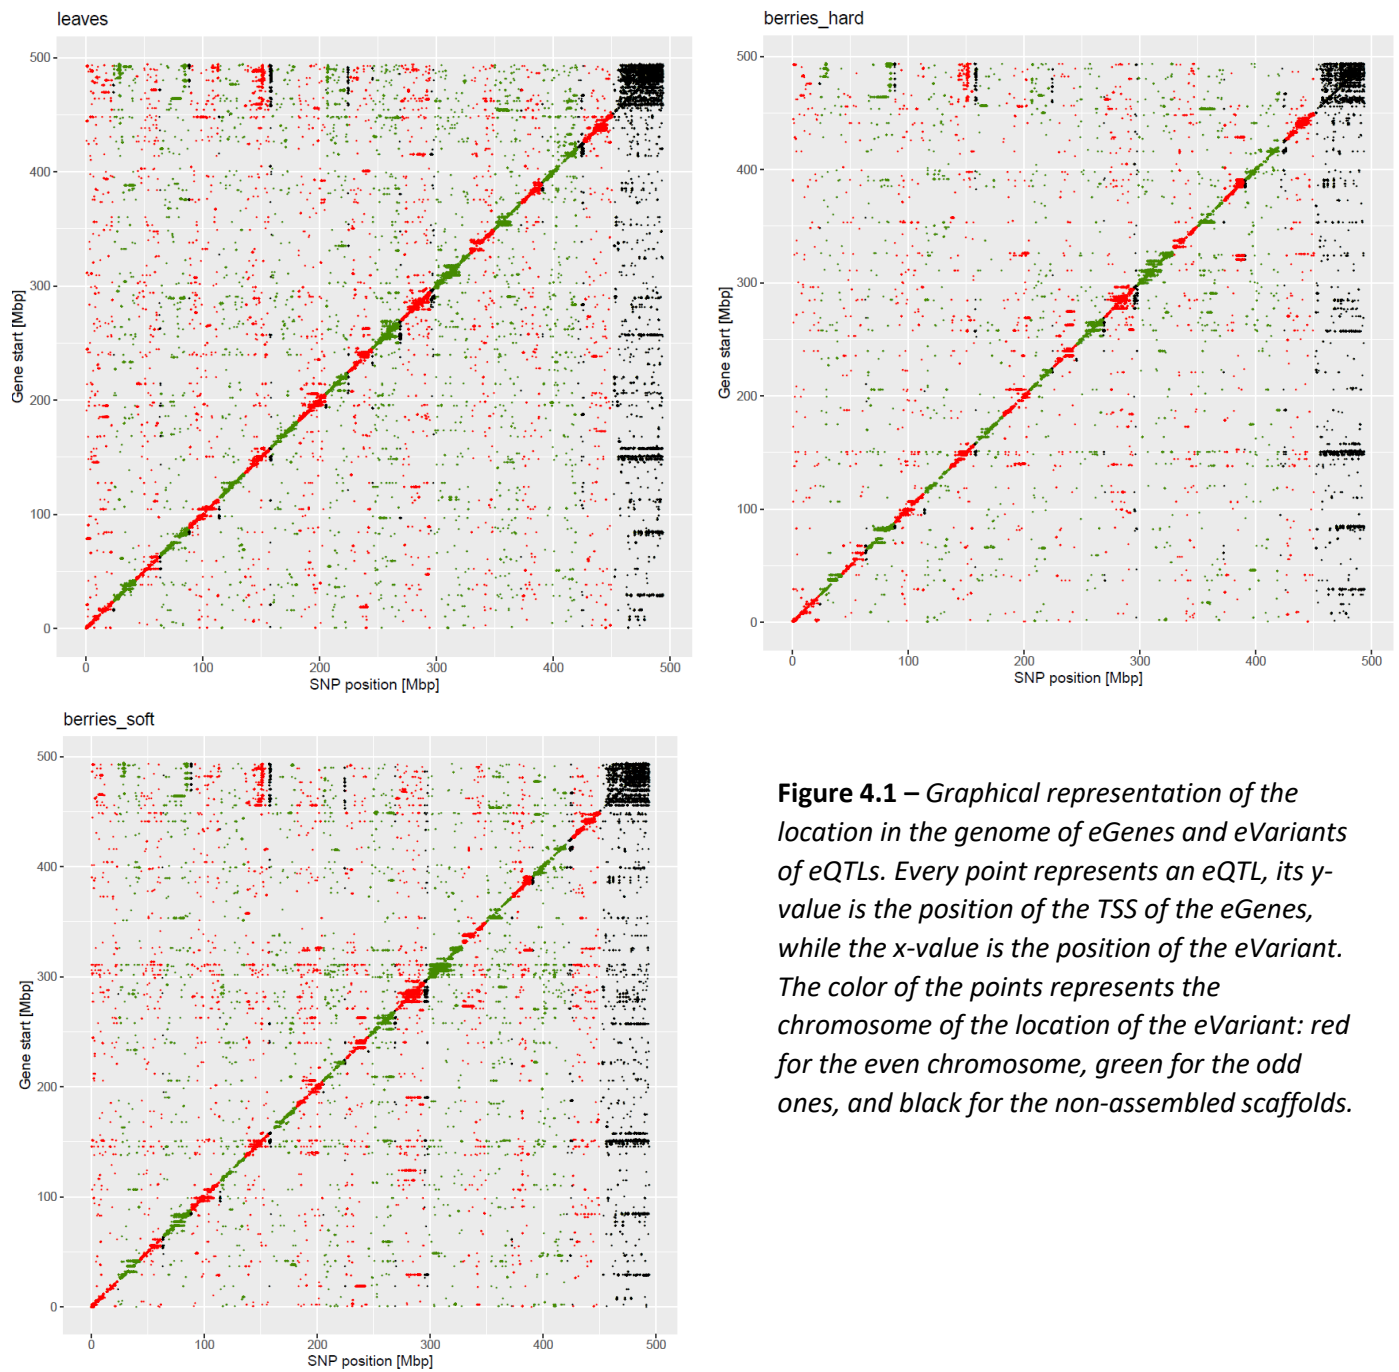 leaves
500
400
300
200
100
0
Gene start [Mbp]
0 100 200 300 400 500
SNP position [Mbp]
berries_hard
500
400
300
200
100
0
Gene start [Mbp]
0 100 200 300 400 500
SNP position [Mbp]
berries_soft
500
400
300
200
100
0
Gene start [Mbp]
0 100 200 300 400 500
SNP position [Mbp]
Figure 4.1 – Graphical representation of the
location in the genome of eGenes and eVariants
of eQTLs. Every point represents an eQTL, its y-
value is the position of the TSS of the eGenes,
while the x-value is the position of the eVariant.
The color of the points represents the
chromosome of the location of the eVariant: red
for the even chromosome, green for the odd
ones, and black for the non-assembled scaffolds.